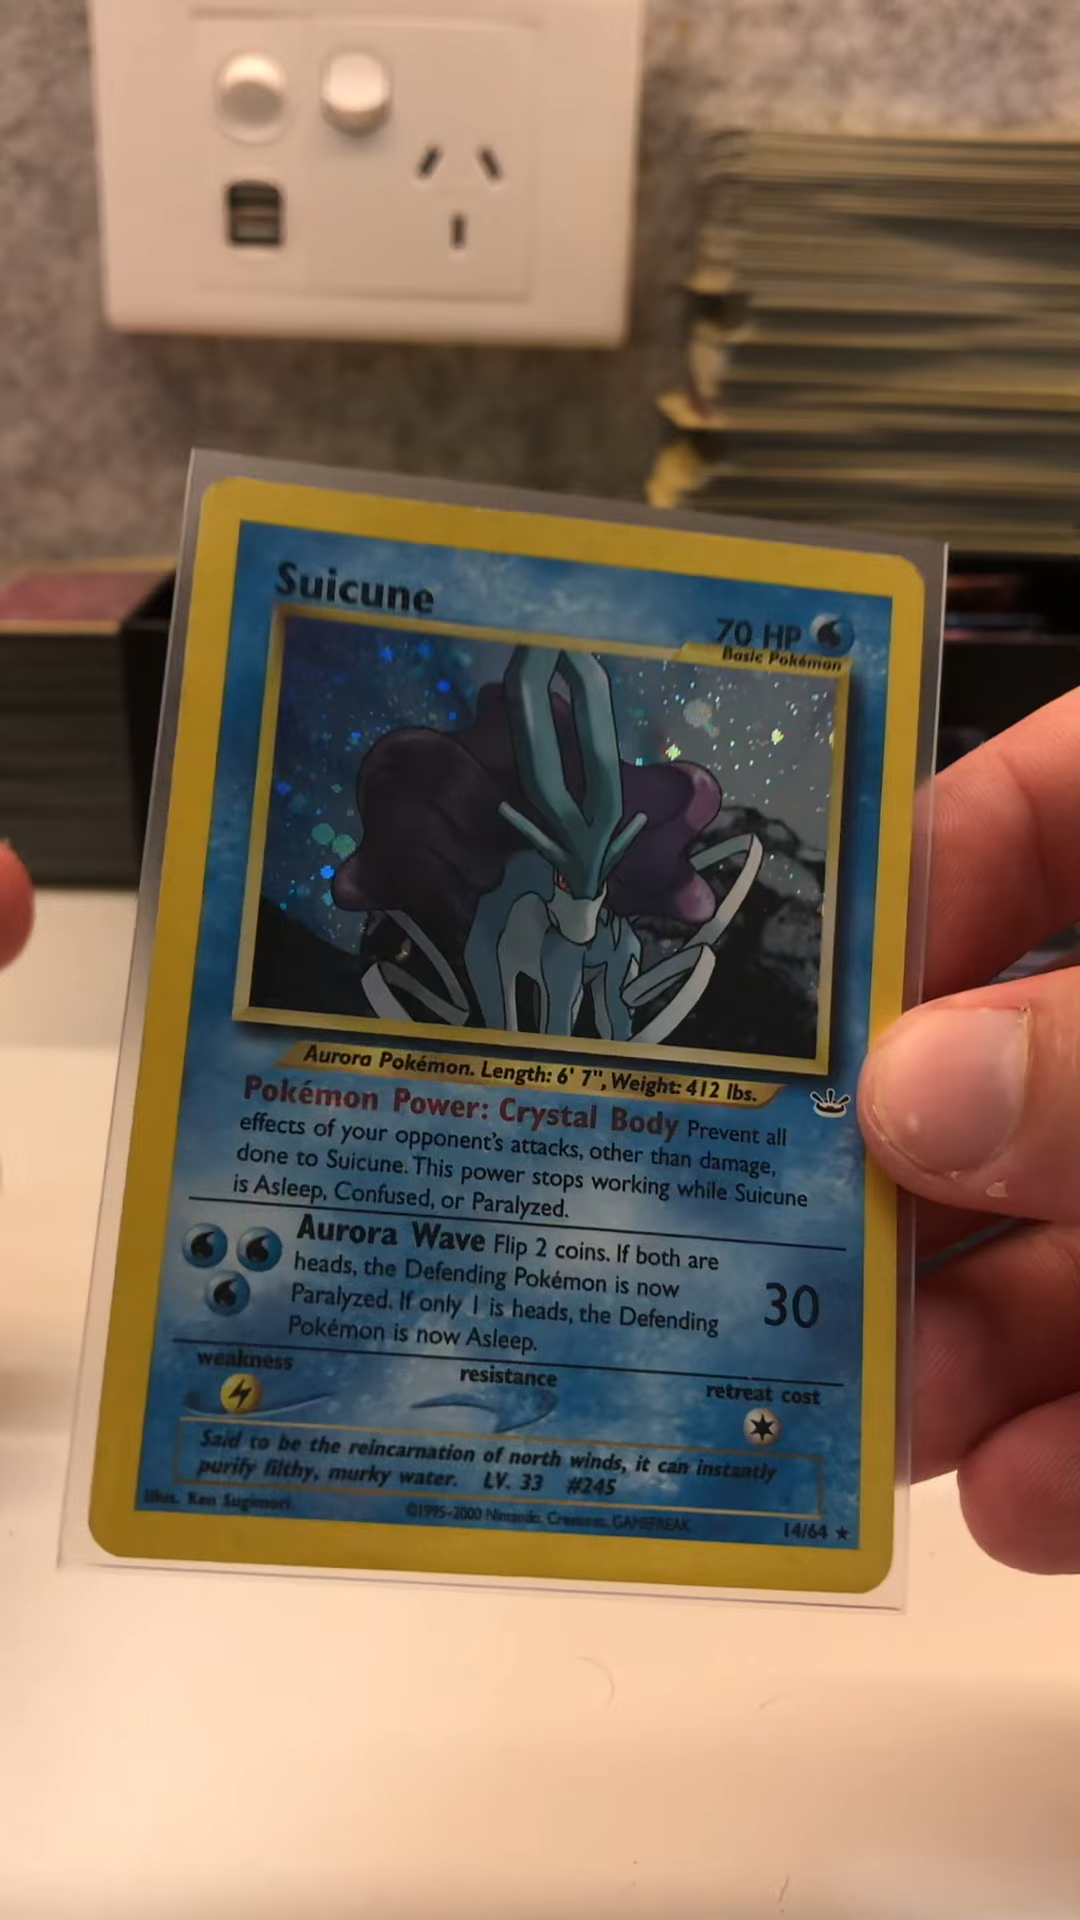 Suicune
70 HP
Basic Pokémon
Aurora Pokémon. Length: 6' 7", Weight: 412 lbs.
Pokémon Power: Crystal Body Prevent all
effects of your opponent's attacks, other than damage,
done to Suicune. This power stops working while Suicune
is Asleep, Confused, or Paralyzed.
Aurora Wave Flip 2 coins. If both are
heads, the Defending Pokémon is now
Paralyzed. If only 1 is heads, the Defending
Pokémon is now Asleep.
30
weakness
resistance
retreat cost
Said to be the reincarnation of north winds, it can instantly
purify filthy, murky water. LV. 33 #245
Illus. Ken Sugimori
©1995-2000 Nintendo, Creatures, GAMEFREAK
14/64 ★